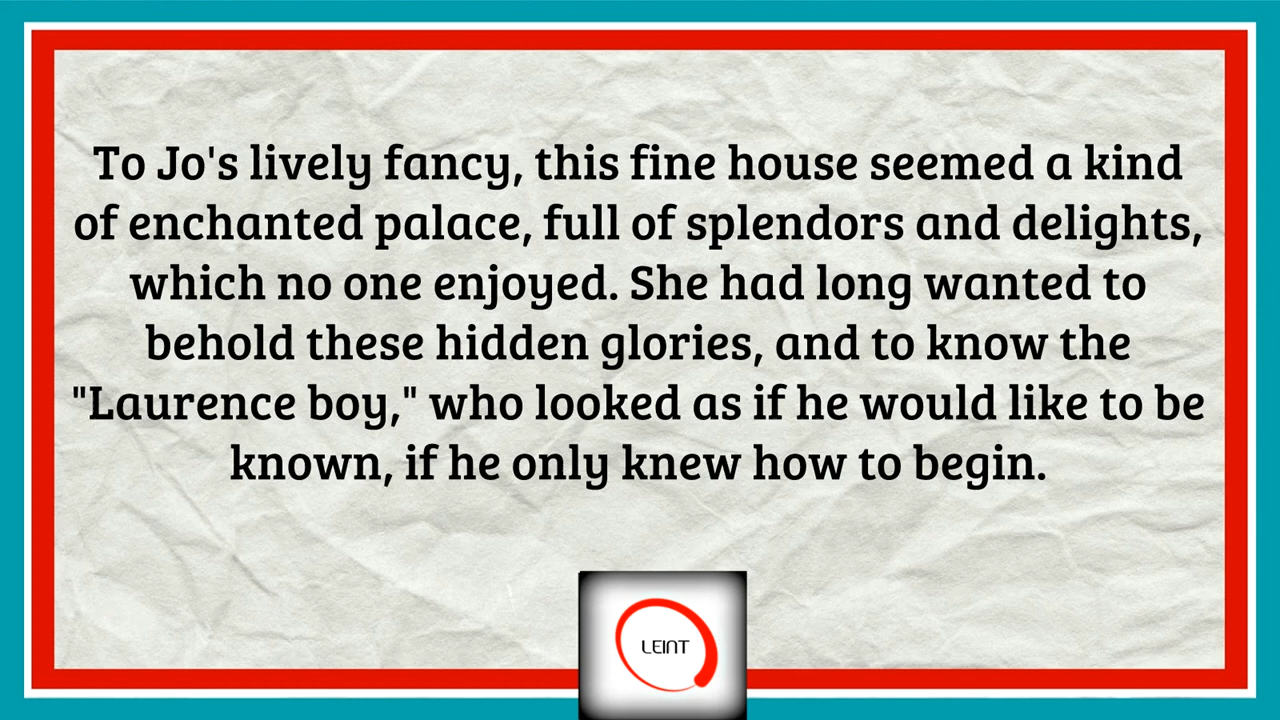 To Jo's lively fancy, this fine house seemed a kind
of enchanted palace, full of splendors and delights,
which no one enjoyed. She had long wanted to
behold these hidden glories, and to know the
"Laurence boy," who looked as if he would like to be
known, if he only knew how to begin.
LEINT